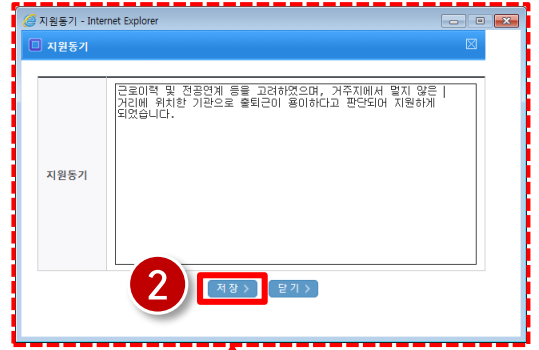 지원동기 - Internet Explorer
지원동기
근로이력 및 전공연계 등을 고려하였으며, 거주지에서 멀지 않은
거리에 위치한 기관으로 출퇴근이 용이하다고 판단되어 지원하게
되었습니다.
지원동기
2
저장 >
닫기 >